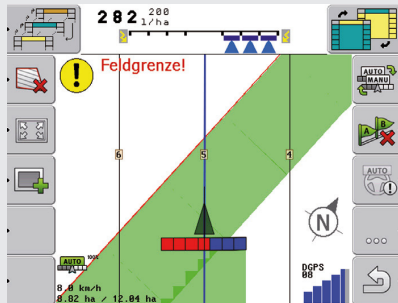 282 200
l/ha
Feldgrenze!
AUTO
MANU
A B
6 5 4
AUTO
N
AUTO 100%
8.0 km/h
8.02 ha / 12.04 ha
DGPS
08